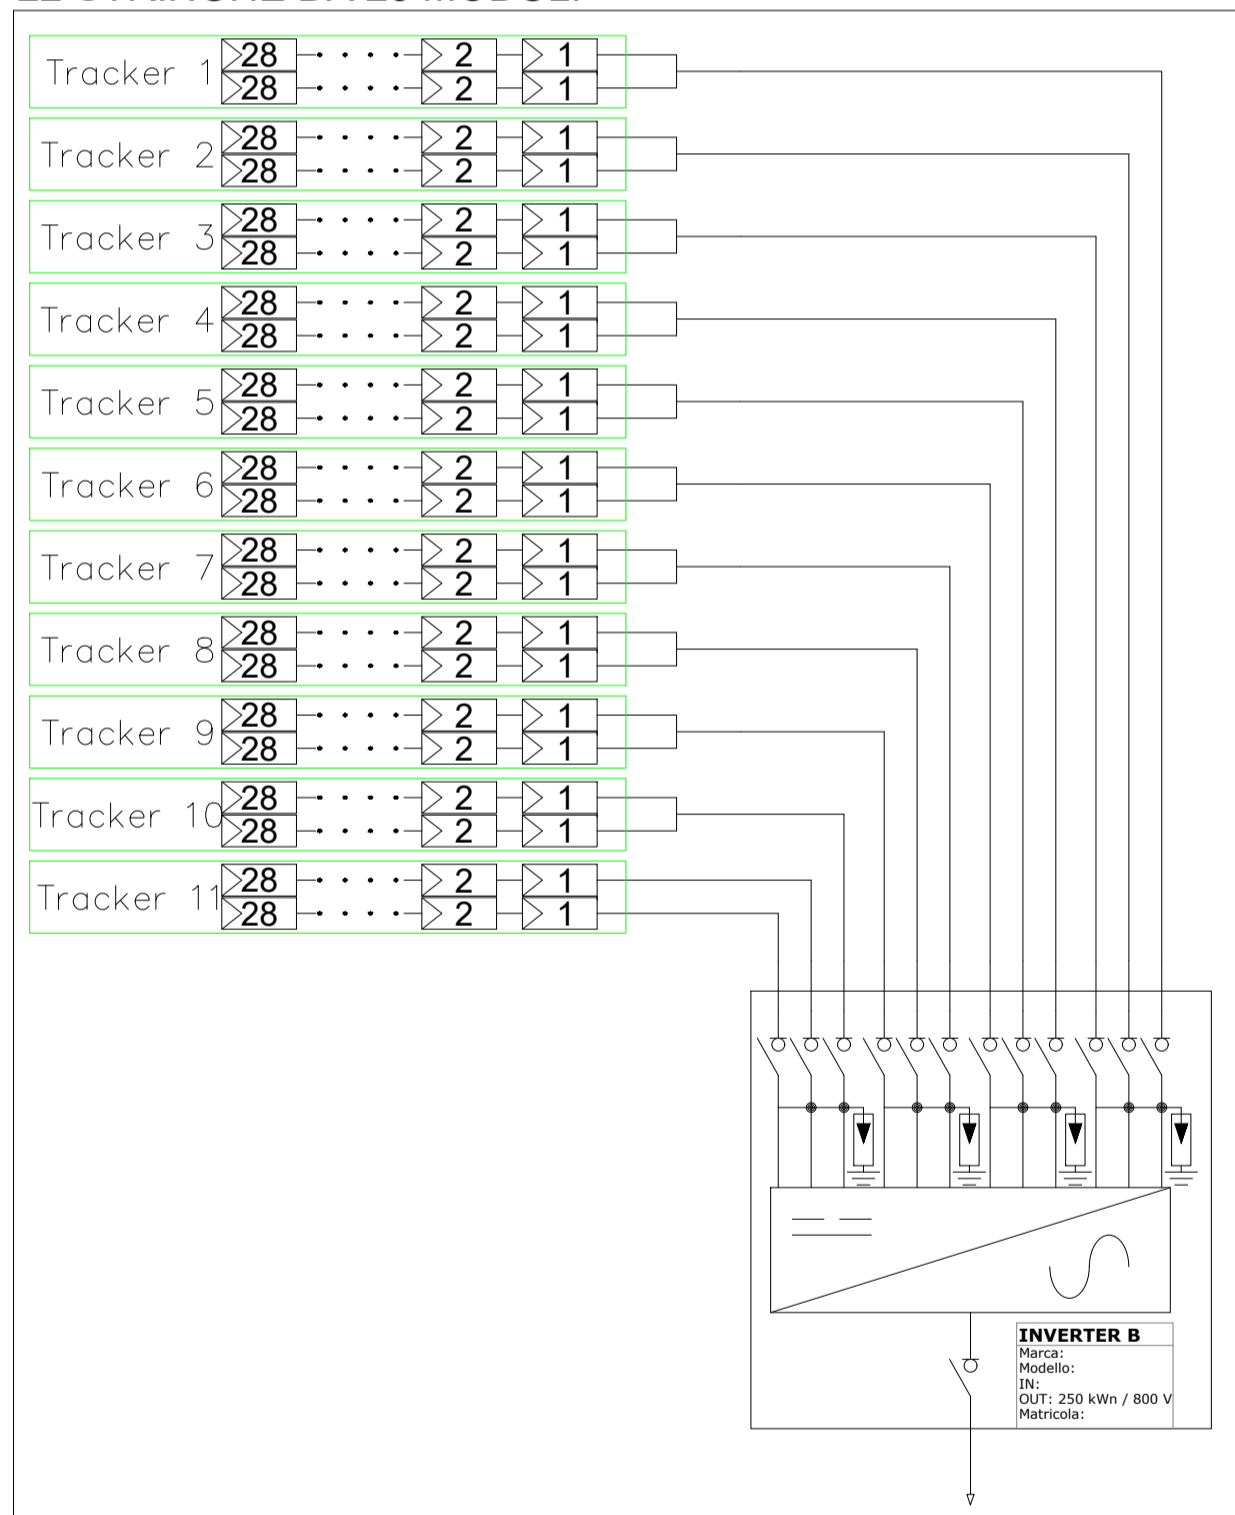 Tracker 1 28 2 1
28 2 1
Tracker 2 28 2 1
28 2 1
Tracker 3 28 2 1
28 2 1
Tracker 4 28 2 1
28 2 1
Tracker 5 28 2 1
28 2 1
Tracker 6 28 2 1
28 2 1
Tracker 7 28 2 1
28 2 1
Tracker 8 28 2 1
28 2 1
Tracker 9 28 2 1
28 2 1
Tracker 10 28 2 1
28 2 1
Tracker 11 28 2 1
28 2 1
INVERTER B
Marca:
Modello:
IN:
OUT: 250 kWn / 800 V
Matricola: